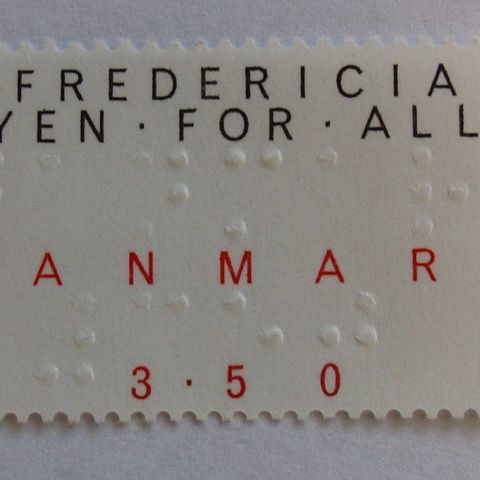 FREDERICIA
YEN · FOR · ALL
ANMAR
3·50